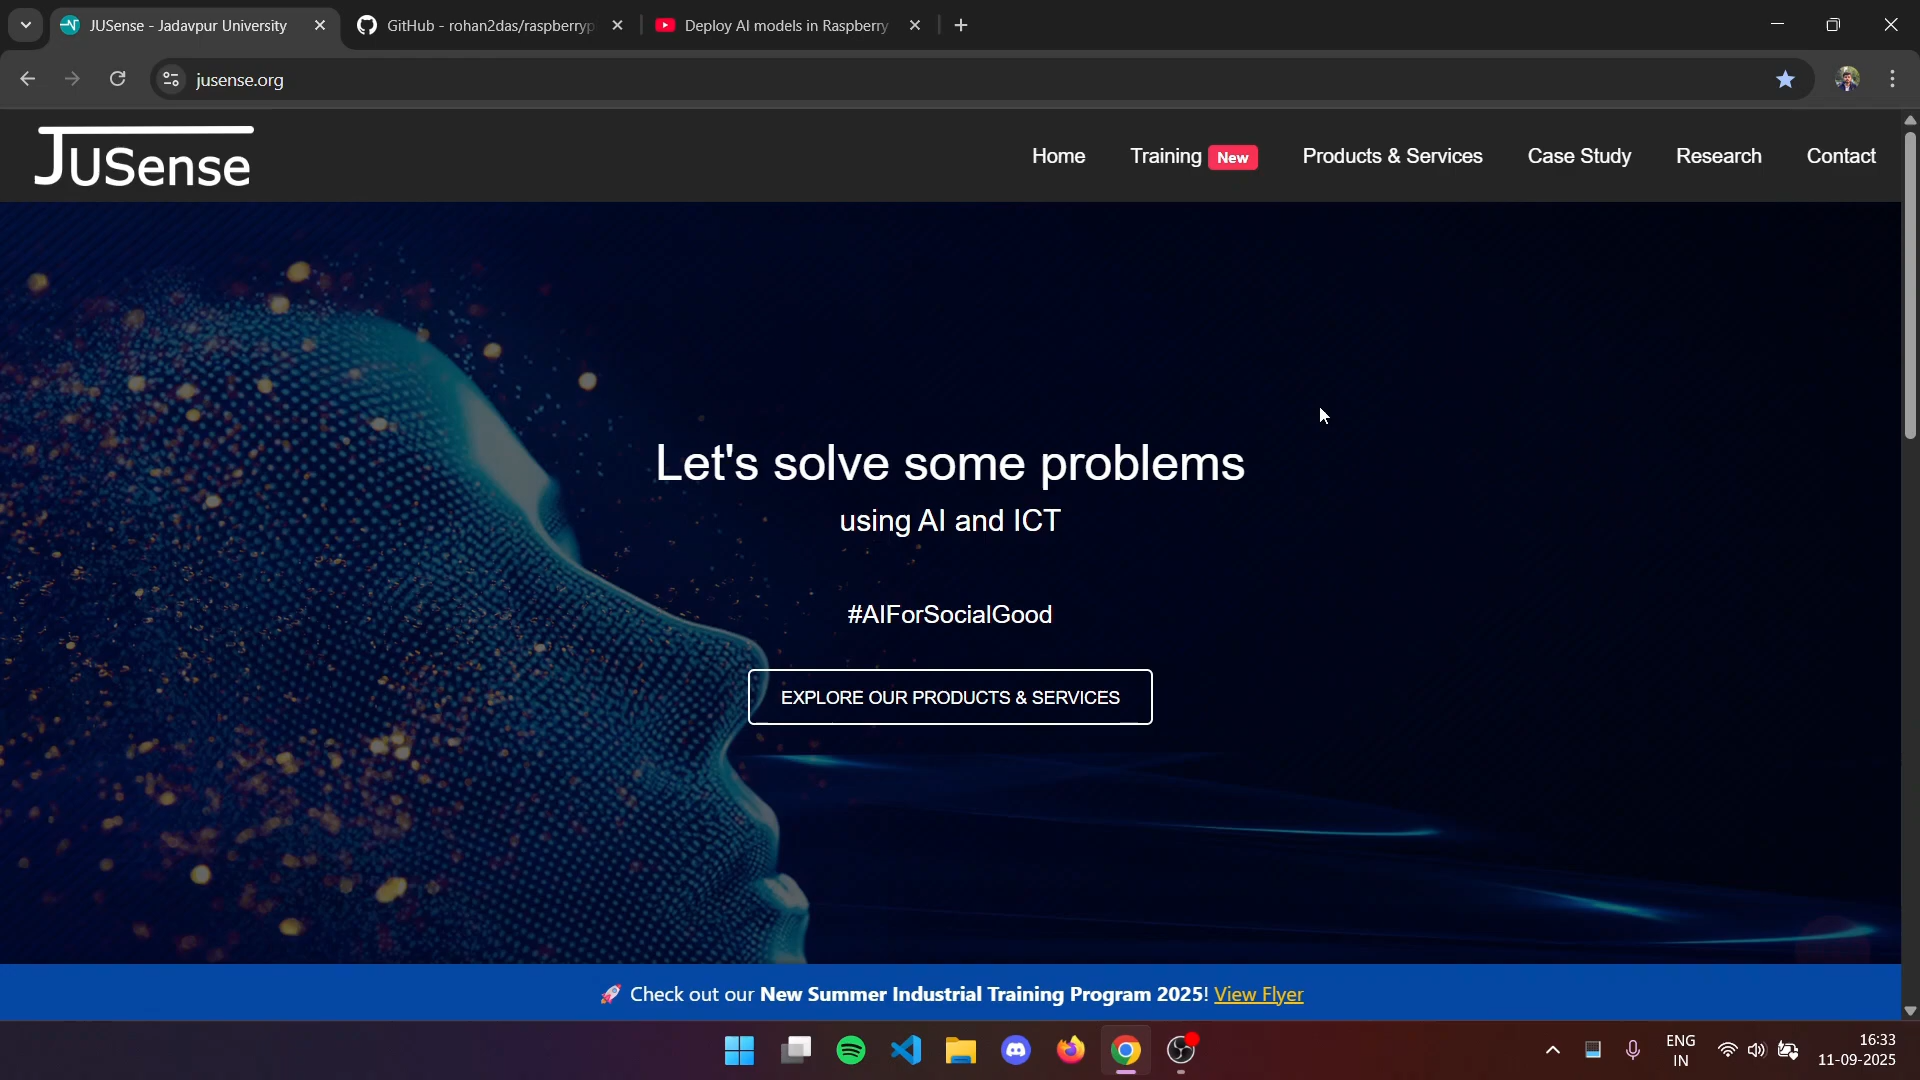 JUSense - Jadavpur University
GitHub - rohan2das/raspberryp
Deploy AI models in Raspberry
jusense.org
JUSense
Home
Training New
Products & Services
Case Study
Research
Contact
Let's solve some problems
using AI and ICT
#AIForSocialGood
EXPLORE OUR PRODUCTS & SERVICES
🚀 Check out our New Summer Industrial Training Program 2025! View Flyer
ENG
IN
16:33
11-09-2025